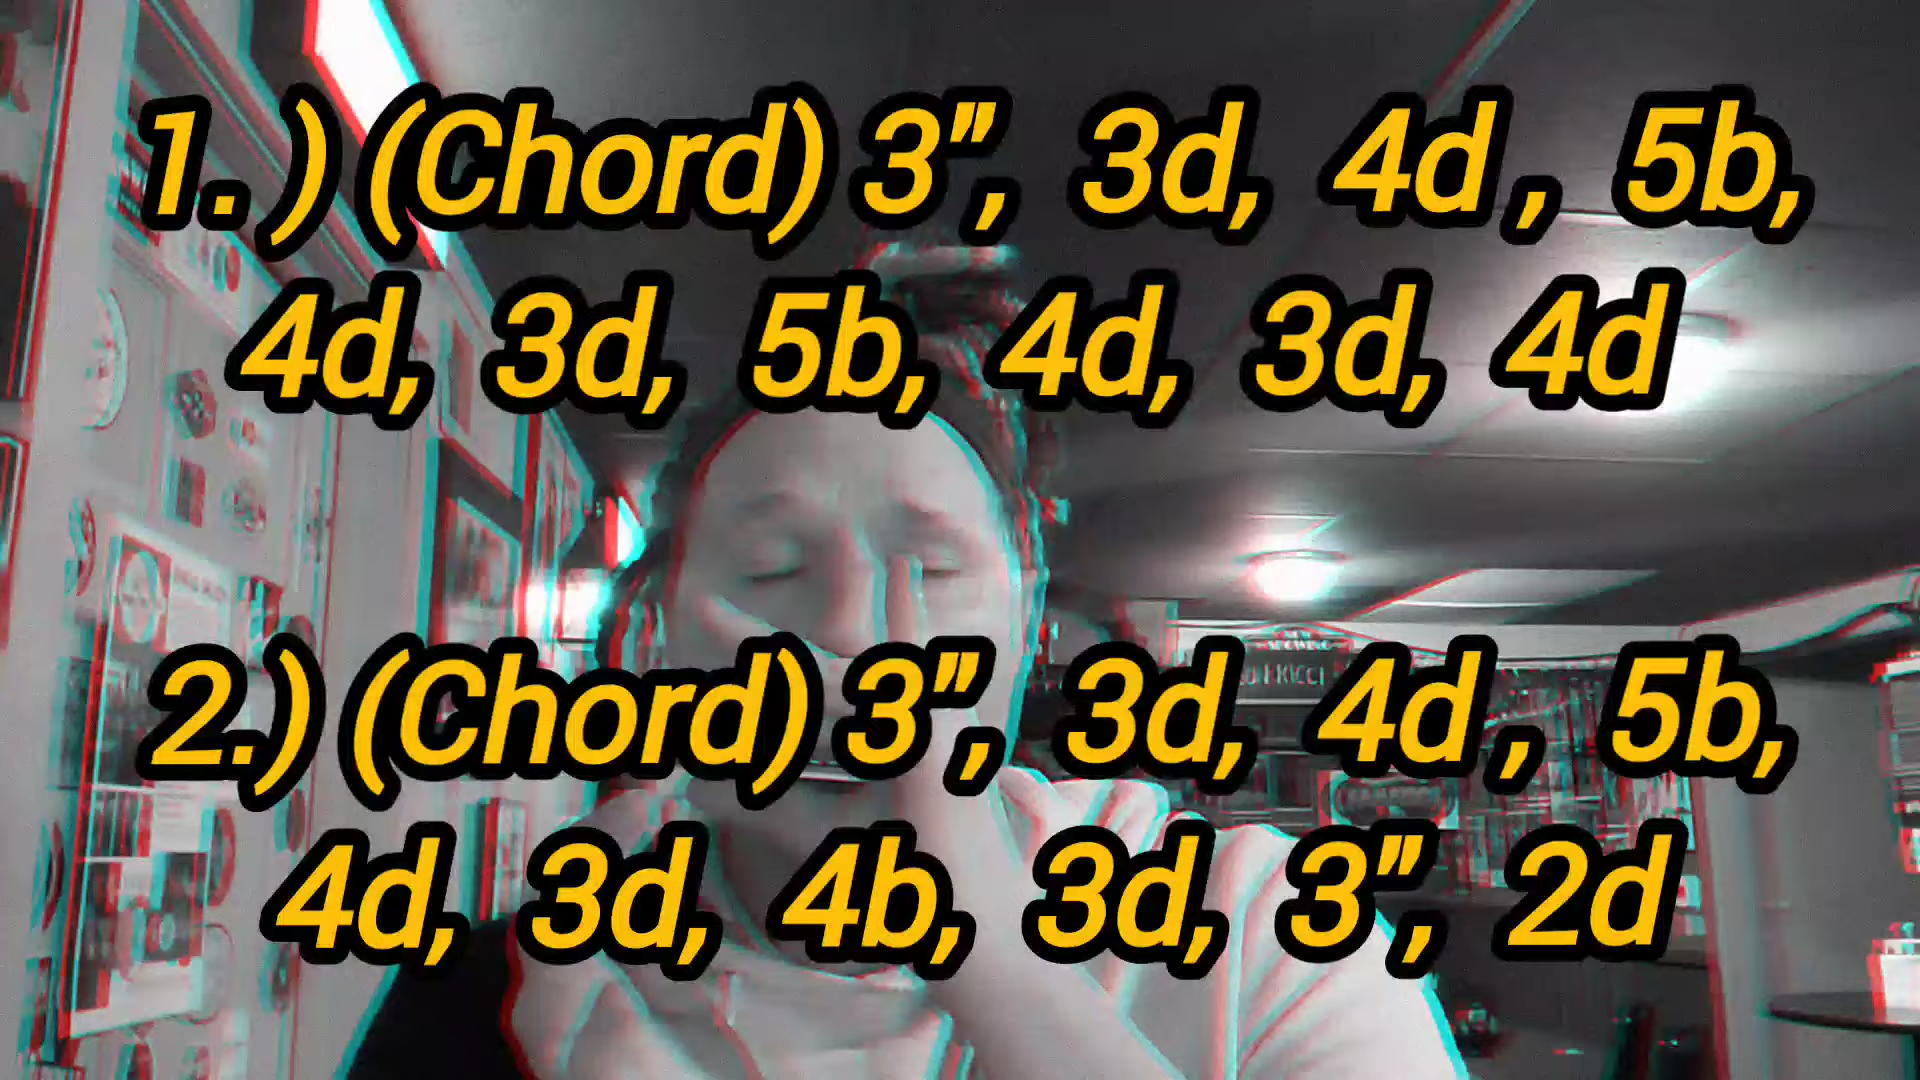 1. ) (Chord) 3", 3d, 4d , 5b,
4d, 3d, 5b, 4d, 3d, 4d
2.) (Chord) 3", 3d, 4d , 5b,
4d, 3d, 4b, 3d, 3", 2d